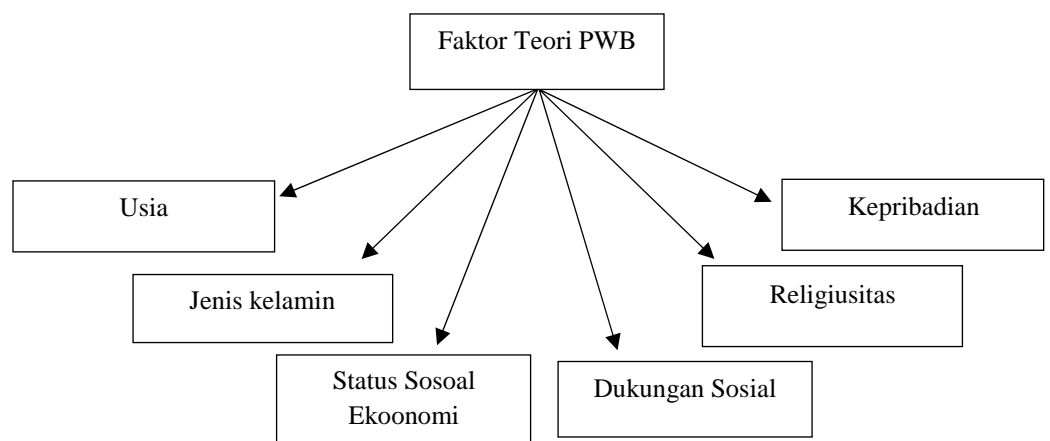 Faktor Teori PWB
Usia
Kepribadian
Jenis kelamin
Religiusitas
Status Sosoal
Ekoonomi
Dukungan Sosial